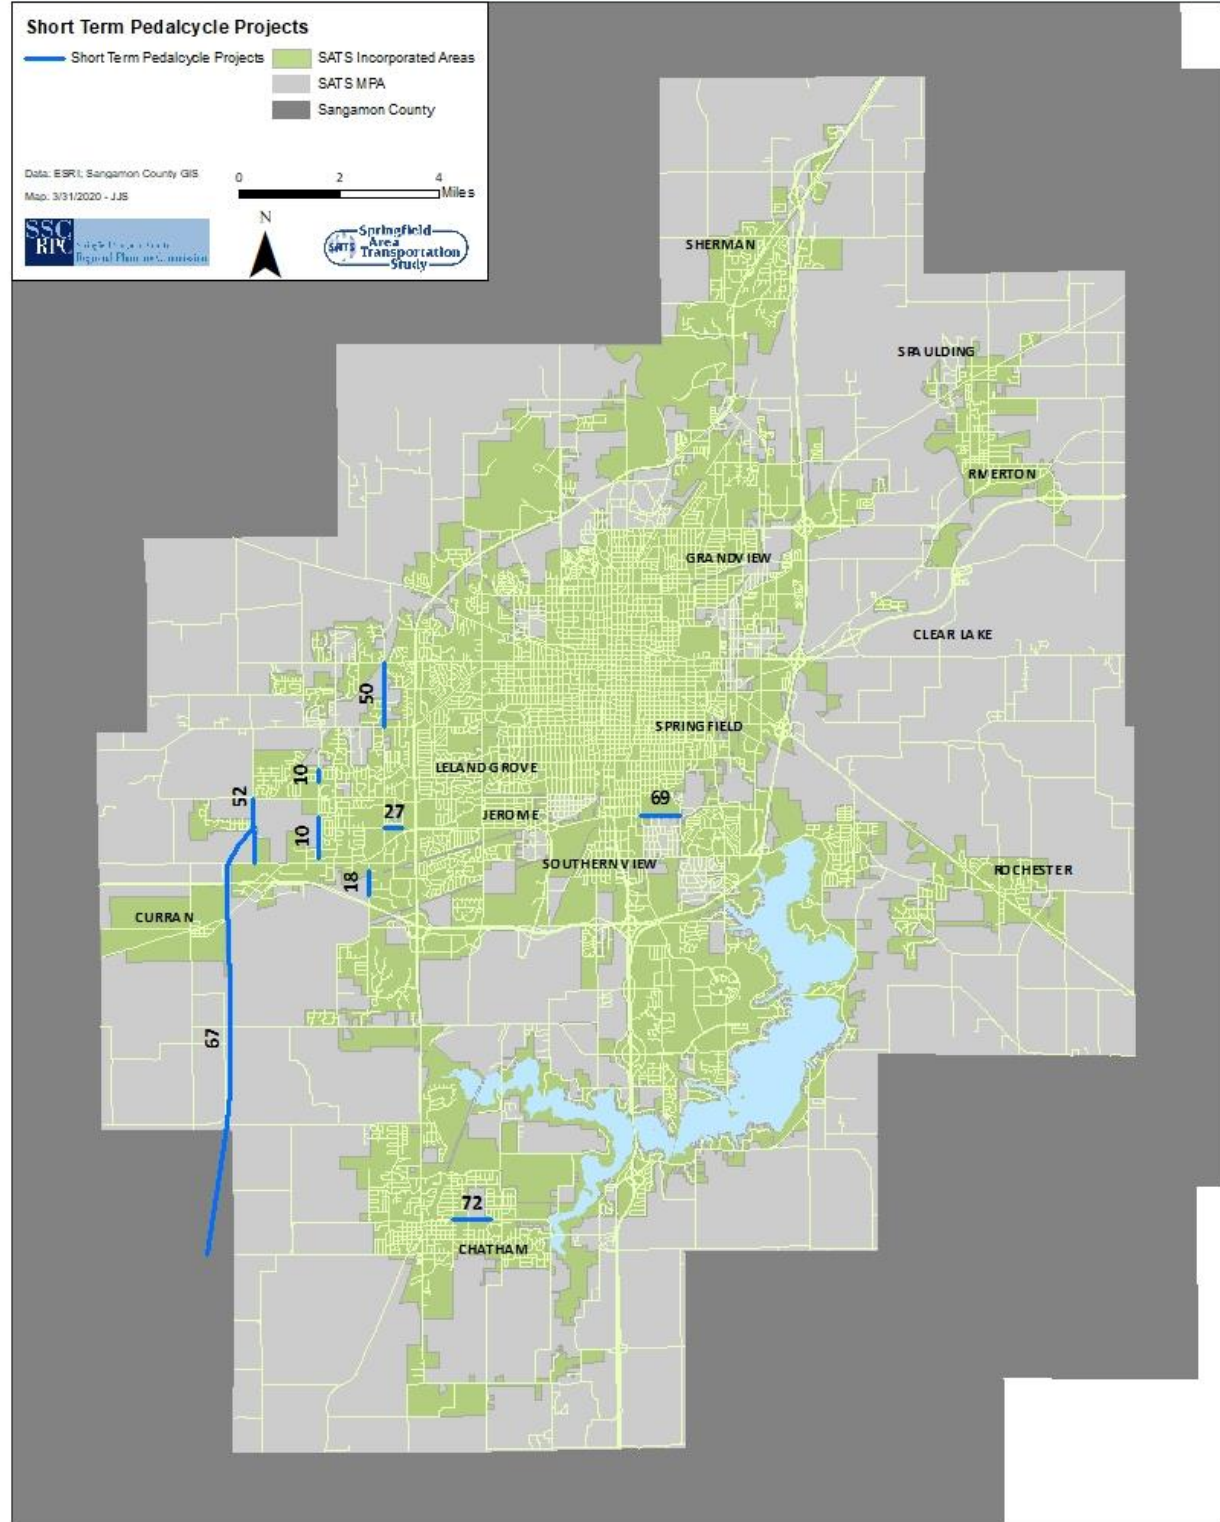 Short Term Pedalcycle Projects
Short Term Pedalcycle Projects
SATS Incorporated Areas
SATS MPA
Sangamon County
Data: ESRI; Sangamon County GIS
Map: 3/31/2020 - JJS
0 2 4
Miles
N
SSC
RPC
Regional Planning Commission
SATS
Springfield
Area
Transportation
Study
SHERMAN
SPAULDING
RIVERTON
GRANDVIEW
CLEAR LAKE
50
SPRINGFIELD
LELAND GROVE
10
52
27
69
JEROME
10
SOUTHERN VIEW
ROCHESTER
18
CURRAN
67
72
CHATHAM